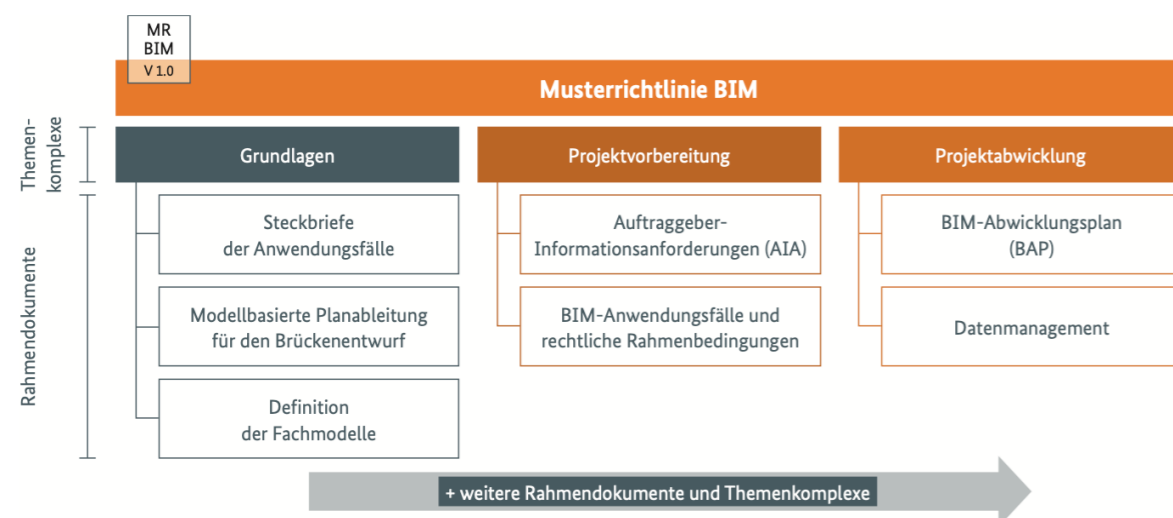 MR
BIM
V 1.0
Musterrichtlinie BIM
Themen-
komplexe
Grundlagen
Projektvorbereitung
Projektabwicklung
Rahmendokumente
Steckbriefe
der Anwendungsfälle
Auftraggeber-
Informationsanforderungen (AIA)
BIM-Abwicklungsplan
(BAP)
Modellbasierte Planableitung
für den Brückenentwurf
BIM-Anwendungsfälle und
rechtliche Rahmenbedingungen
Datenmanagement
Definition
der Fachmodelle
+ weitere Rahmendokumente und Themenkomplexe